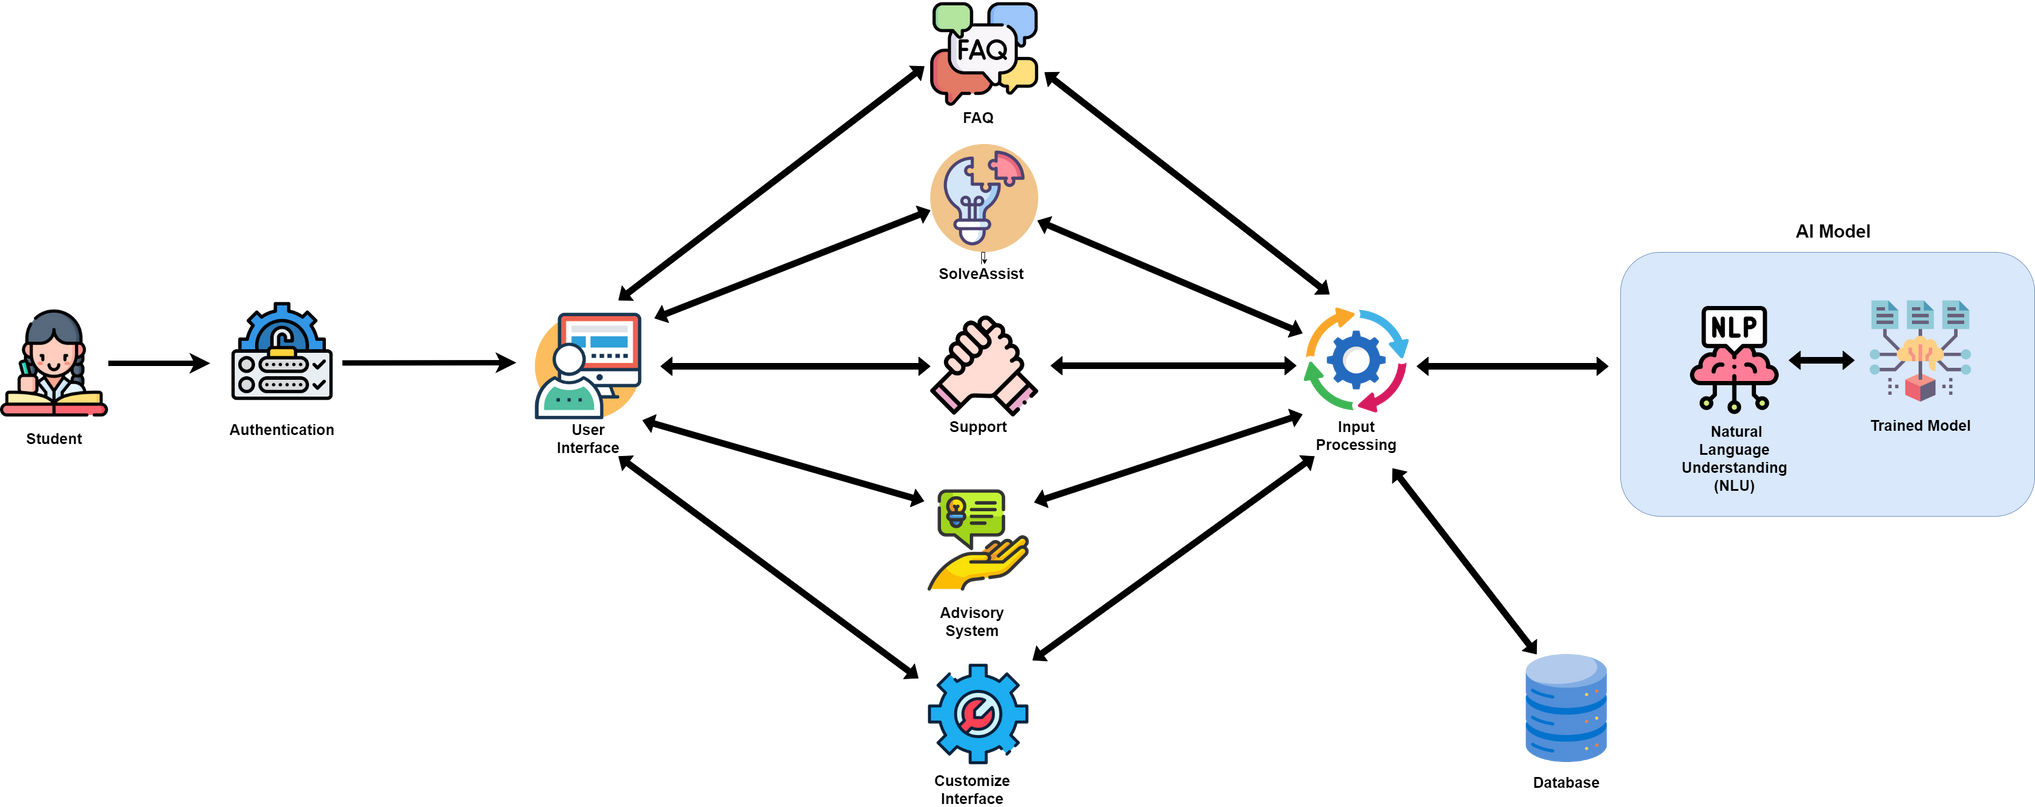 FAQ
FAQ
SolveAssist
AI Model
NLP
Student
Authentication
User
Interface
Support
Input
Processing
Natural
Language
Understanding
(NLU)
Trained Model
Advisory
System
Customize
Interface
Database